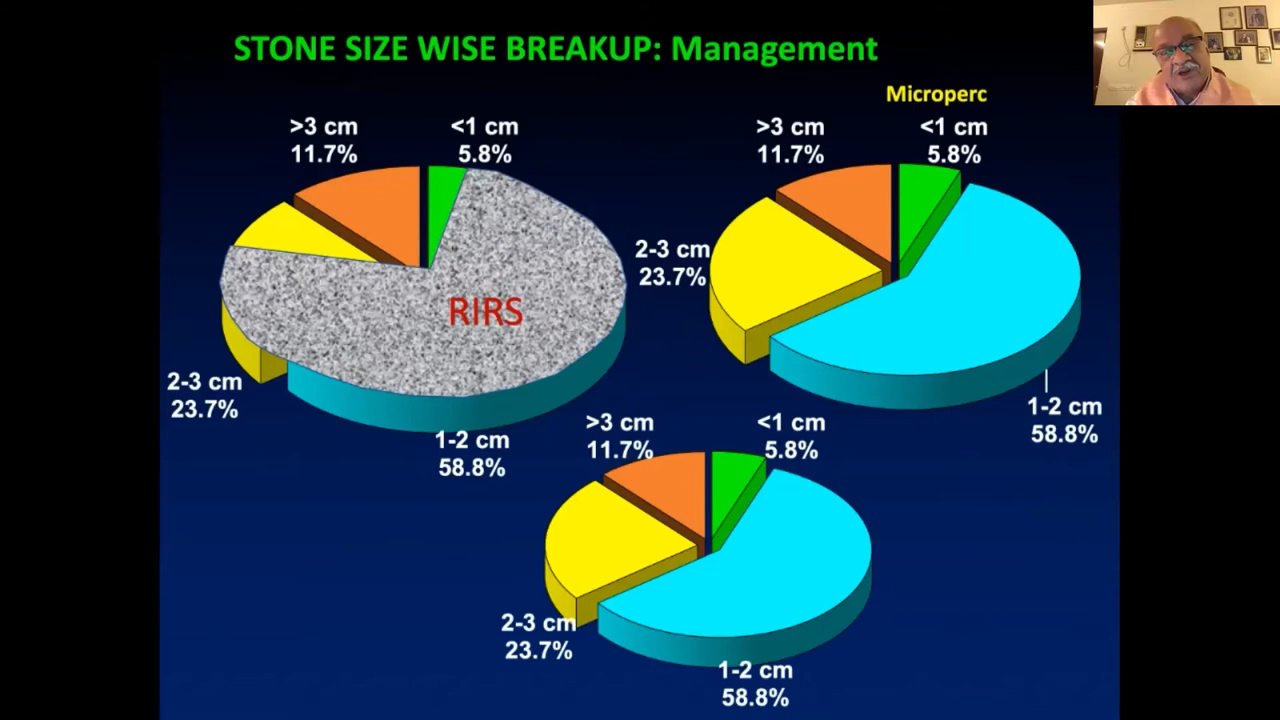 STONE SIZE WISE BREAKUP: Management
>3 cm
11.7%
<1 cm
5.8%
2-3 cm
23.7%
1-2 cm
58.8%
RIRS
Microperc
>3 cm
11.7%
<1 cm
5.8%
2-3 cm
23.7%
1-2 cm
58.8%
>3 cm
11.7%
<1 cm
5.8%
2-3 cm
23.7%
1-2 cm
58.8%